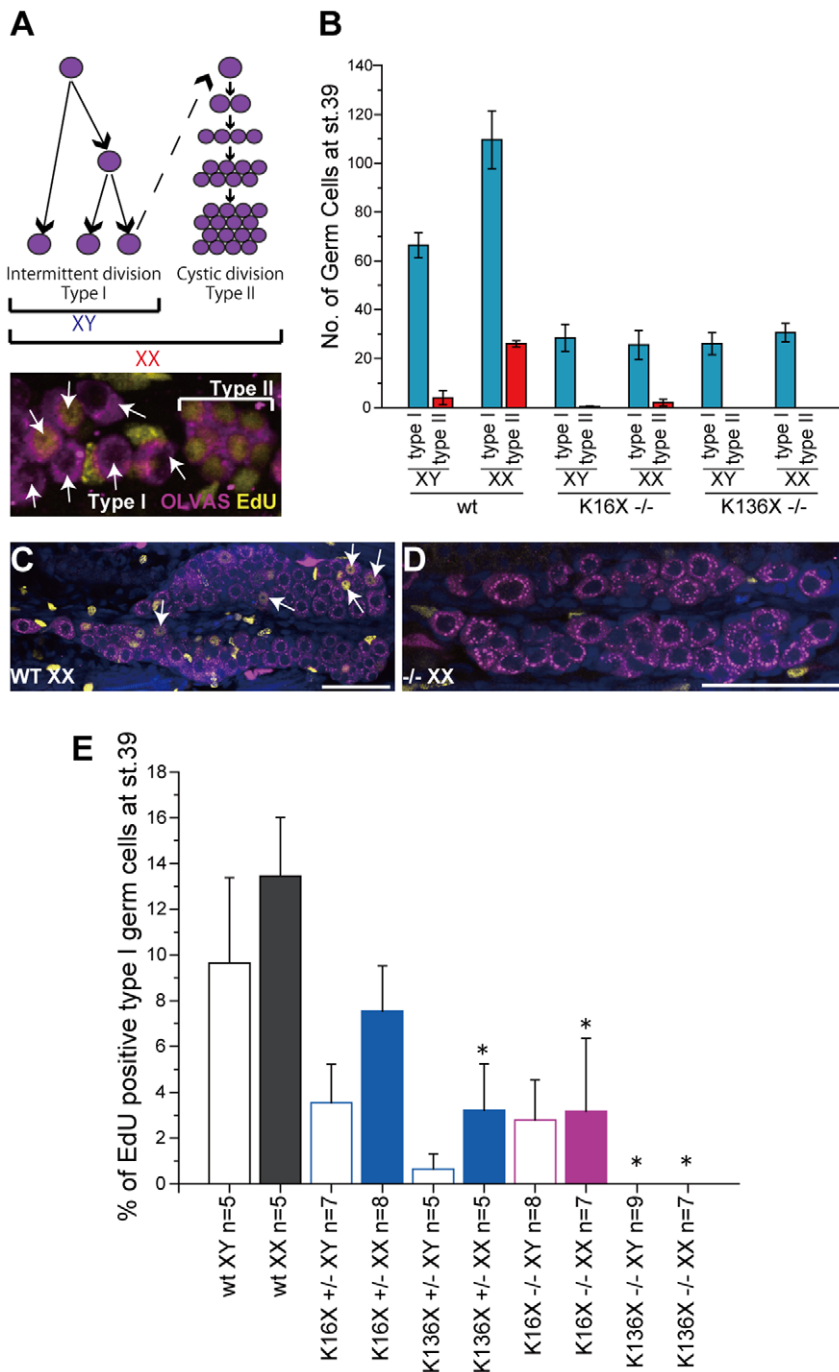 A
Intermittent division
Type I
Cystic division
Type II
XY
XX
Type II
Type I
OLVAS EdU
B
No. of Germ Cells at st.39
140
120
100
80
60
40
20
0
type I
type II
type I
type II
type I
type II
type I
type II
type I
type II
type I
type II
XY
XX
XY
XX
XY
XX
wt
K16X -/-
K136X -/-
C
WT XX
D
-/- XX
E
% of EdU positive type I germ cells at st.39
18
16
14
12
10
8
6
4
2
0
*
*
*
*
wt XY n=5
wt XX n=5
K16X +/- XY n=7
K16X +/- XX n=8
K136X +/- XY n=5
K136X +/- XX n=5
K16X -/- XY n=8
K16X -/- XX n=7
K136X -/- XY n=9
K136X -/- XX n=7